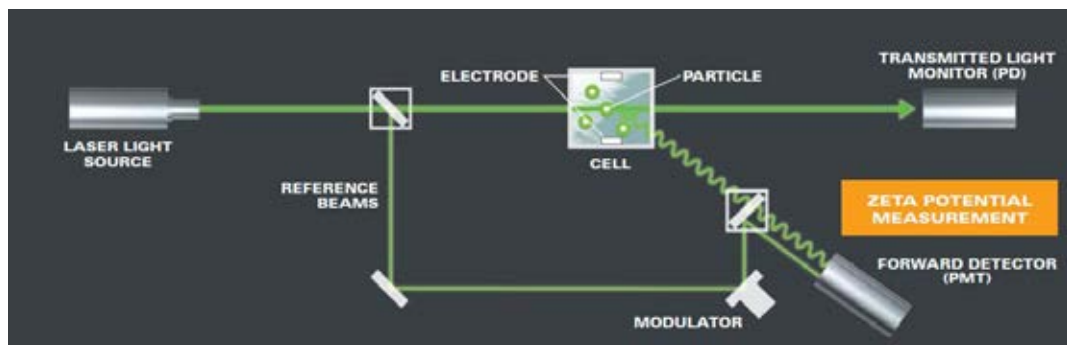 TRANSMITTED LIGHT
MONITOR (PD)
ELECTRODE
PARTICLE
LASER LIGHT
SOURCE
CELL
REFERENCE
BEAMS
ZETA POTENTIAL
MEASUREMENT
FORWARD DETECTOR
(PMT)
MODULATOR